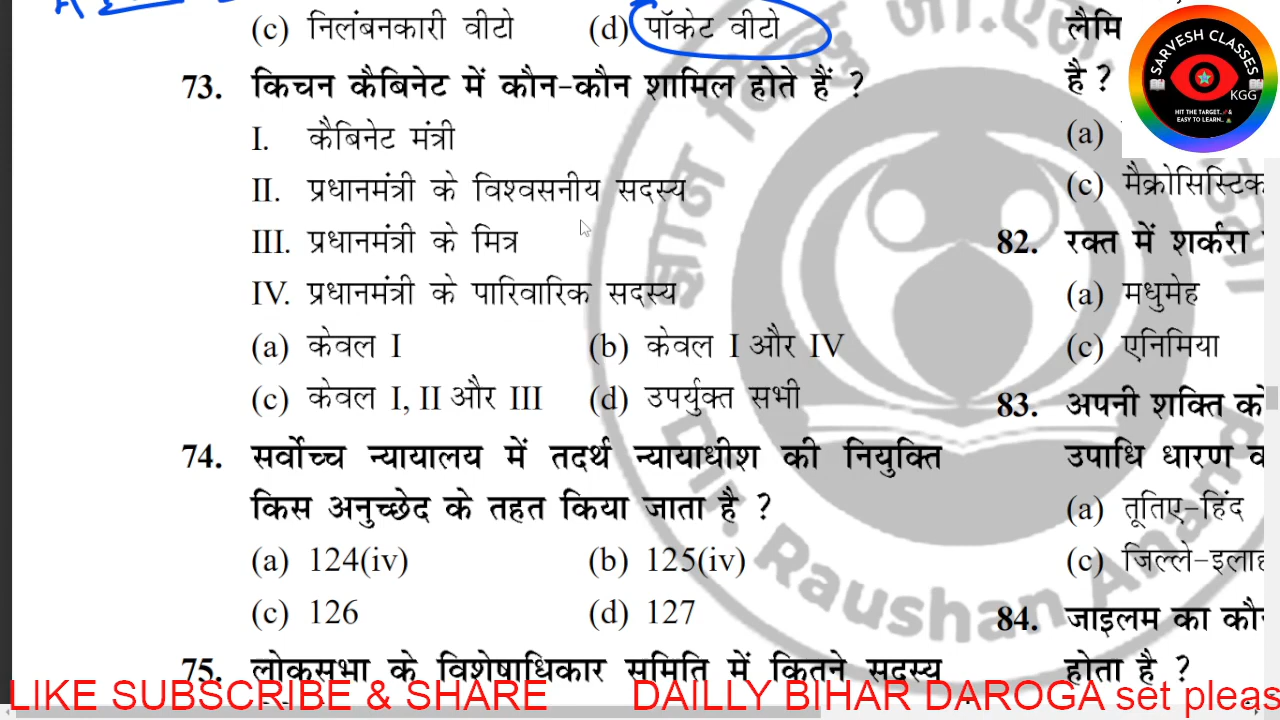 (c) निलंबनकारी वीटो (d) पॉकेट वीटो
73. किचन कैबिनेट में कौन-कौन शामिल होते हैं ?
I. कैबिनेट मंत्री
II. प्रधानमंत्री के विश्वसनीय सदस्य
III. प्रधानमंत्री के मित्र
IV. प्रधानमंत्री के पारिवारिक सदस्य
(a) केवल I (b) केवल I और IV
(c) केवल I, II और III (d) उपर्युक्त सभी
74. सर्वोच्च न्यायालय में तदर्थ न्यायाधीश की नियुक्ति
किस अनुच्छेद के तहत किया जाता है ?
(a) 124(iv) (b) 125(iv)
(c) 126 (d) 127
75. लोकसभा के विशेषाधिकार समिति में कितने सदस्य
है ?
(a)
(c) मैक्रोसिस्टिक
82. रक्त में शर्करा
(a) मधुमेह
(c) एनिमिया
83. अपनी शक्ति को
उपाधि धारण
(a) तूतिए-हिंद
(c) जिल्ले-इलाह
84. जाइलम का
होता है ?
SARVESH CLASSES
KGG
HIT THE TARGET..&
EASY TO LEARN..
Dr. Raushan Anand
LIKE SUBSCRIBE & SHARE DAILLY BIHAR DAROGA set pleas